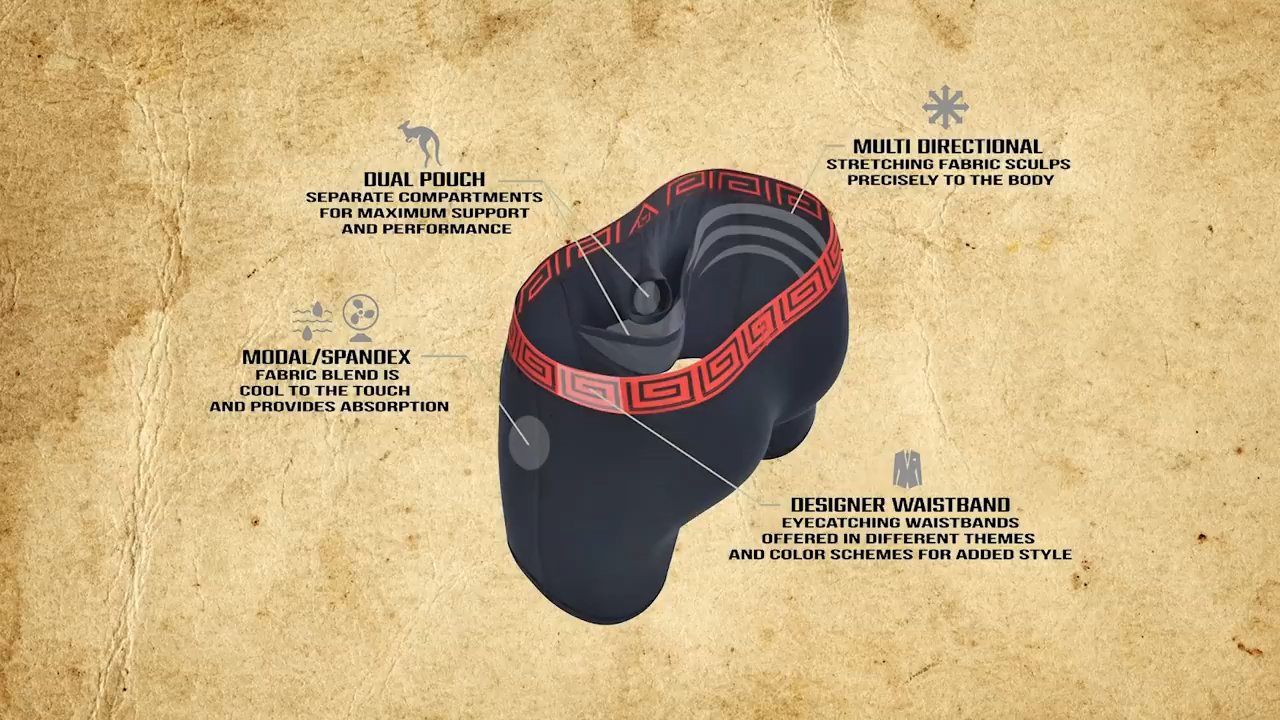 DUAL POUCH
SEPARATE COMPARTMENTS
FOR MAXIMUM SUPPORT
AND PERFORMANCE
MULTI DIRECTIONAL
STRETCHING FABRIC SCULPS
PRECISELY TO THE BODY
MODAL/SPANDEX
FABRIC BLEND IS
COOL TO THE TOUCH
AND PROVIDES ABSORPTION
DESIGNER WAISTBAND
EYECATCHING WAISTBANDS
OFFERED IN DIFFERENT THEMES
AND COLOR SCHEMES FOR ADDED STYLE